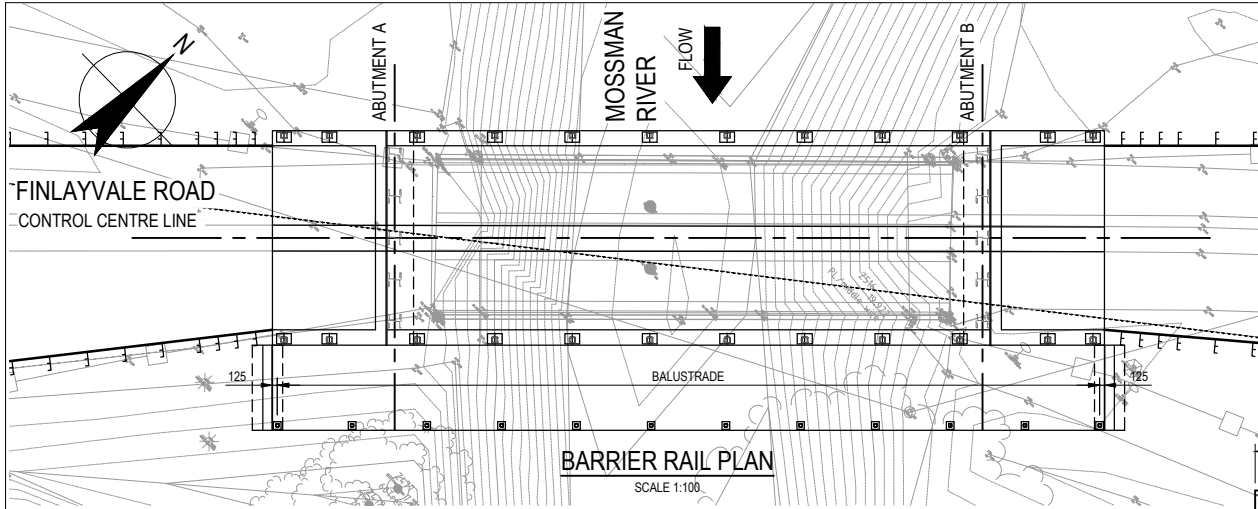 N
ABUTMENT A
MOSSMAN
RIVER
FLOW
ABUTMENT B
FINLAYVALE ROAD
CONTROL CENTRE LINE
125
BALUSTRADE
125
BARRIER RAIL PLAN
SCALE 1:100